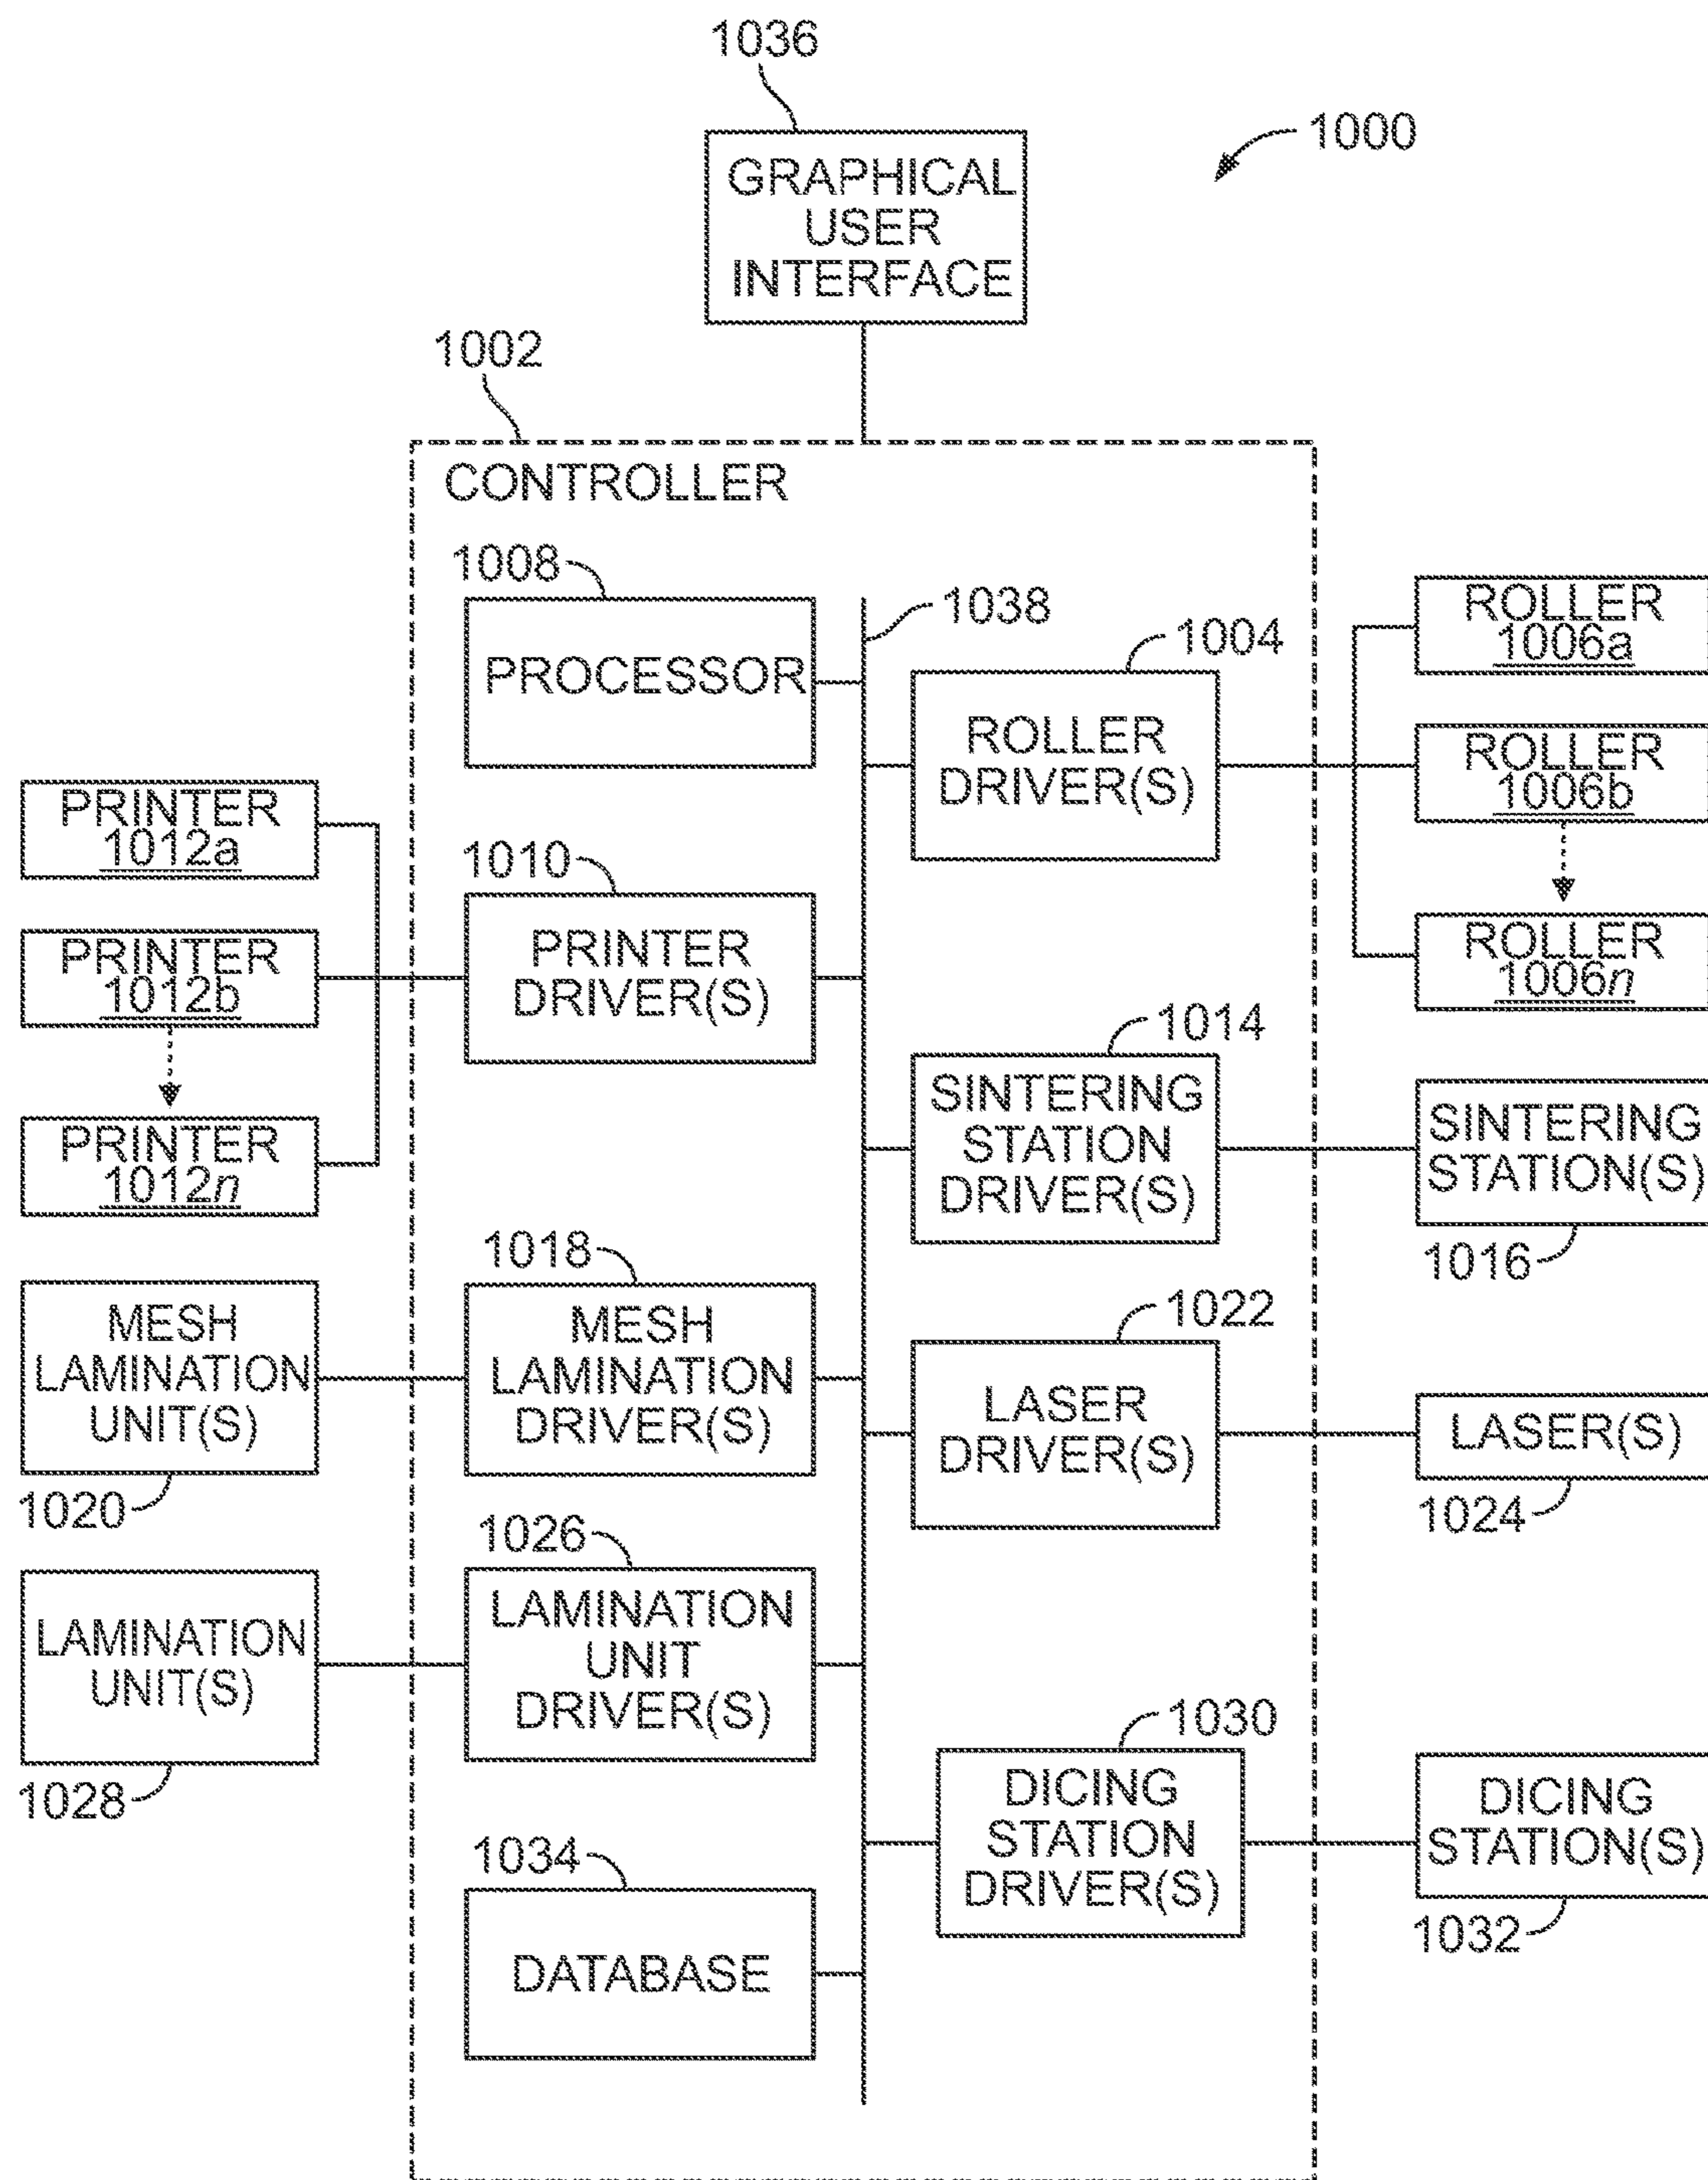 1036
1000
GRAPHICAL
USER
INTERFACE
1002
CONTROLLER
1008
PROCESSOR
1038
1004
ROLLER
DRIVER(S)
ROLLER
1006a
ROLLER
1006b
ROLLER
1006n
PRINTER
1012a
PRINTER
1012b
PRINTER
1012n
1010
PRINTER
DRIVER(S)
1014
SINTERING
STATION
DRIVER(S)
SINTERING
STATION(S)
1016
MESH
LAMINATION
UNIT(S)
1020
1018
MESH
LAMINATION
DRIVER(S)
1022
LASER
DRIVER(S)
LASER(S)
1024
LAMINATION
UNIT(S)
1028
1026
LAMINATION
UNIT
DRIVER(S)
1030
DICING
STATION
DRIVER(S)
DICING
STATION(S)
1032
1034
DATABASE